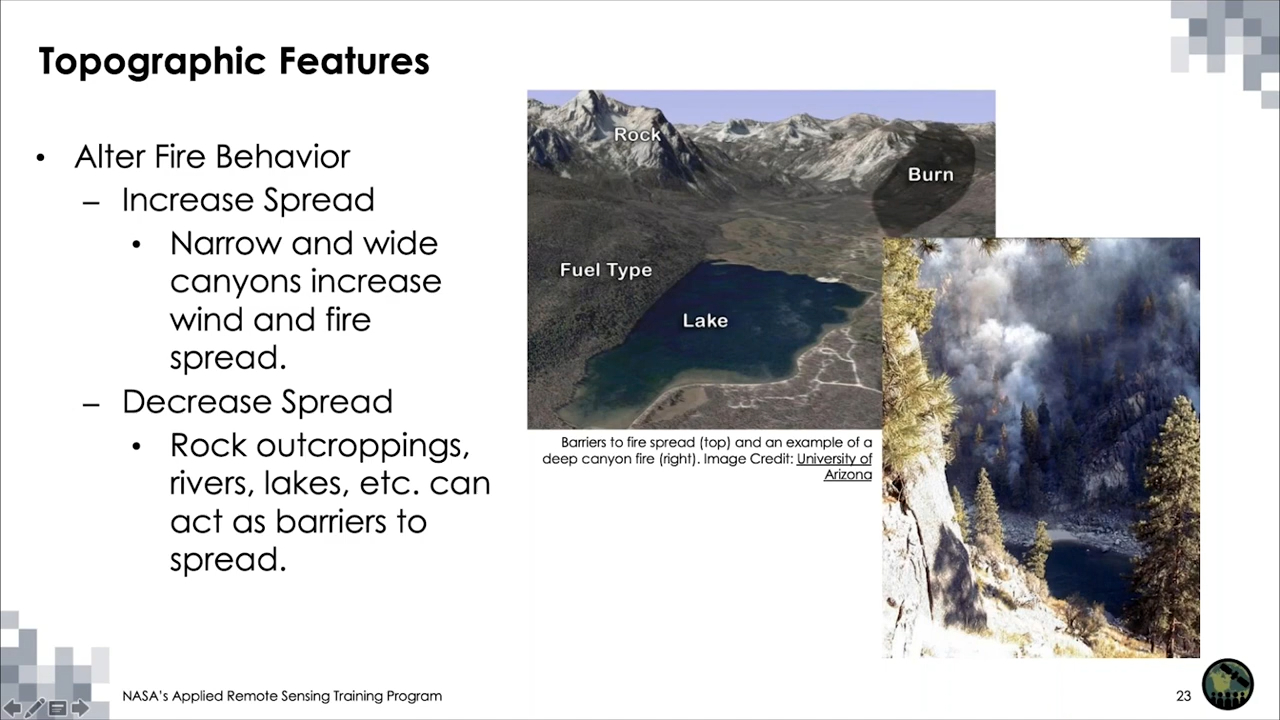 Topographic Features
• Alter Fire Behavior
– Increase Spread
• Narrow and wide
canyons increase
wind and fire
spread.
– Decrease Spread
• Rock outcroppings,
rivers, lakes, etc. can
act as barriers to
spread.
Rock
Burn
Fuel Type
Lake
Barriers to fire spread (top) and an example of a
deep canyon fire (right). Image Credit: University of
Arizona
NASA's Applied Remote Sensing Training Program
23